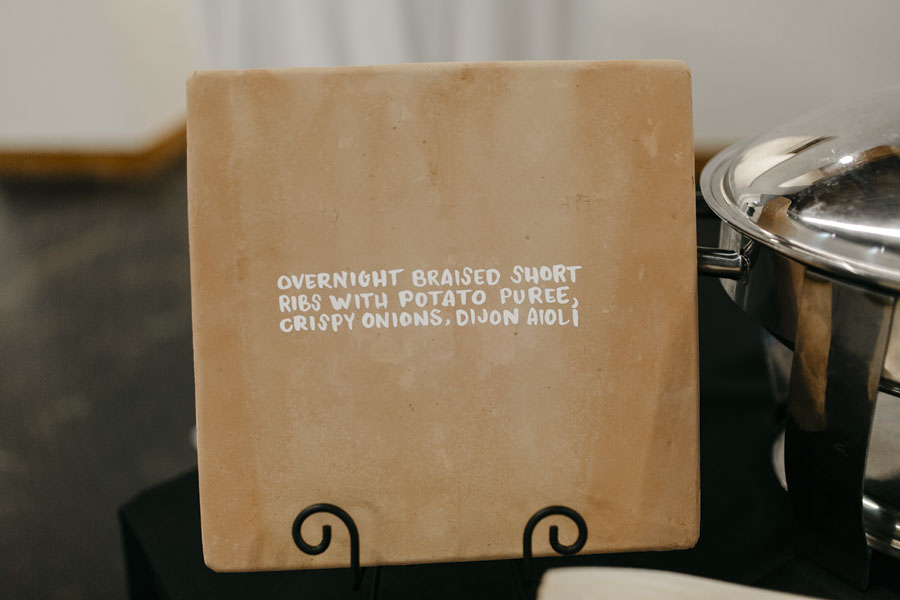 OVERNIGHT BRAISED SHORT
RIBS WITH POTATO PUREE,
CRISPY ONIONS, DIJON AIOLI